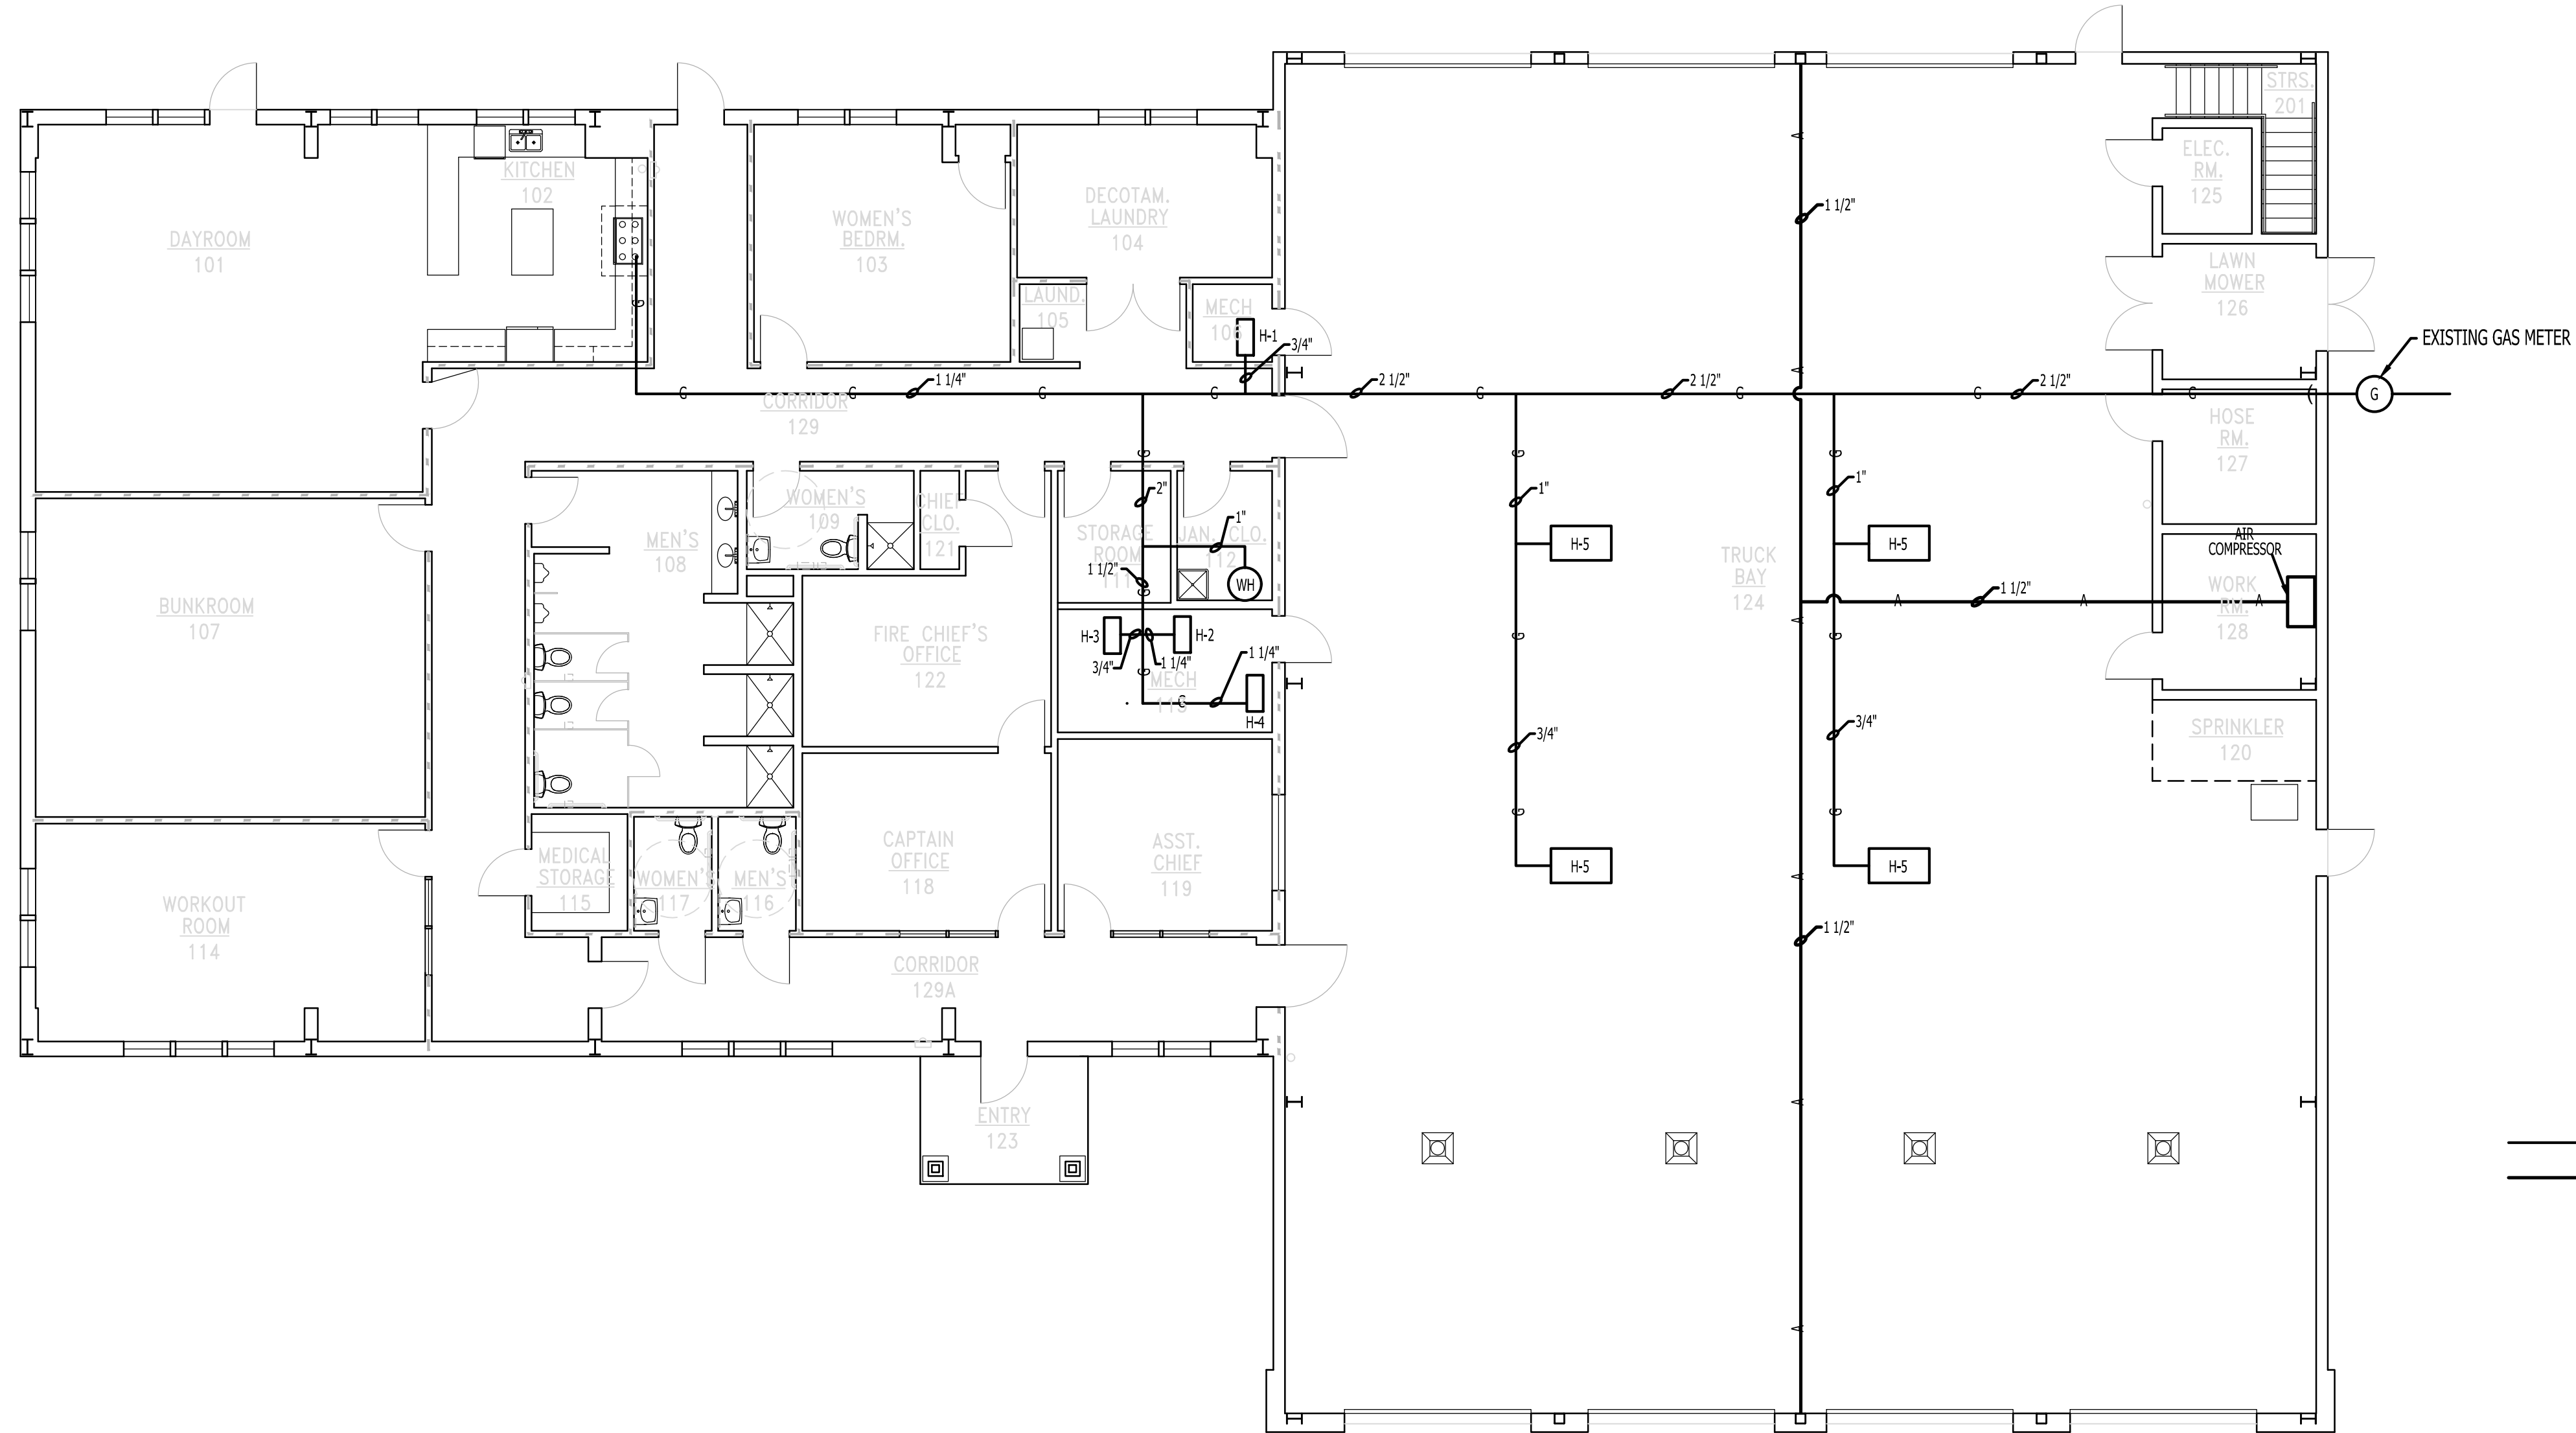 STRS.
201
KITCHEN
102
ELEC.
RM.
125
DECOTAM.
LAUNDRY
104
1 1/2"
WOMEN'S
BEDRM.
103
DAYROOM
101
LAWN
MOWER
126
LAUND.
105
MECH
106
H-1
3/4"
EXISTING GAS METER
G
A
A
G
1 1/4"
2 1/2"
2 1/2"
2 1/2"
G
G
G
G
G
G
G
G
G
CORRIDOR
129
HOSE
RM.
127
G
G
G
2"
1"
1"
WOMEN'S
109
CHIEF
CLO.
121
MEN'S
108
STORAGE
ROOM
111
1"
JAN. CLO.
112
H-5
H-5
AIR
COMPRESSOR
TRUCK
BAY
124
1 1/2"
G
WH
1 1/2"
WORK
RM.
128
A
A
A
BUNKROOM
107
FIRE CHIEF'S
OFFICE
122
H-3
H-2
3/4"
1 1/4"
1 1/4"
G
MECH
113
G
H-4
A
G
G
3/4"
3/4"
SPRINKLER
120
G
G
CAPTAIN
OFFICE
118
ASST.
CHIEF
119
H-5
H-5
MEDICAL
STORAGE
115
WOMEN'S
117
MEN'S
116
WORKOUT
ROOM
114
A
1 1/2"
CORRIDOR
129A
A
ENTRY
123
A